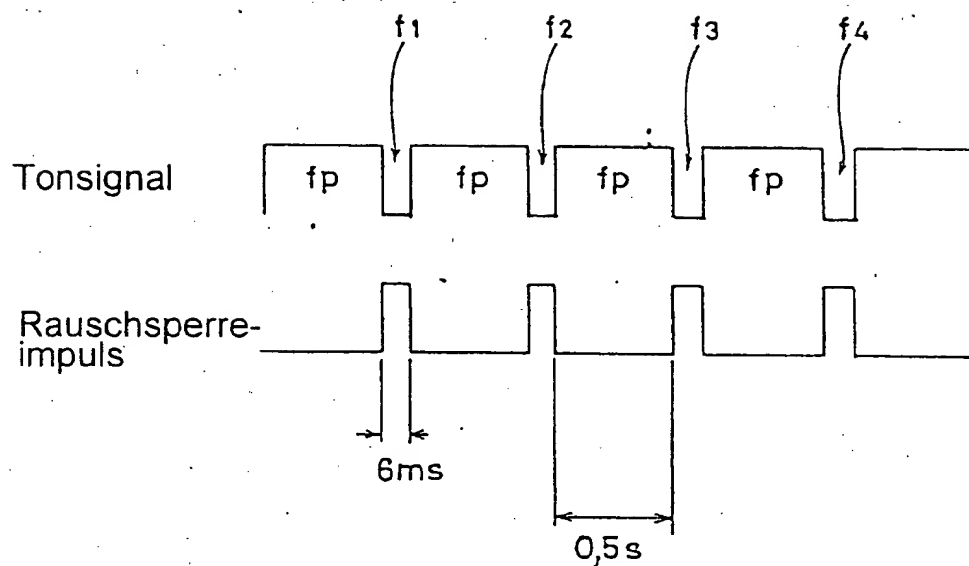 f1 f2 f3 f4
Tonsignal
fp fp fp fp
Rauschsperre-
impuls
6ms
0,5s